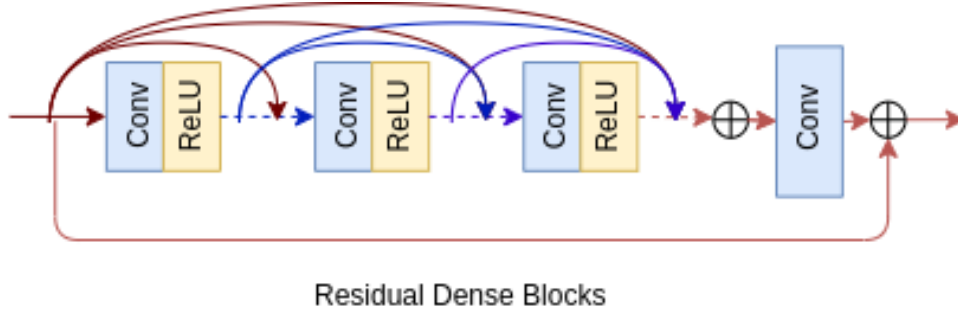 Conv
ReLU
Conv
ReLU
Conv
ReLU
Conv
Residual Dense Blocks